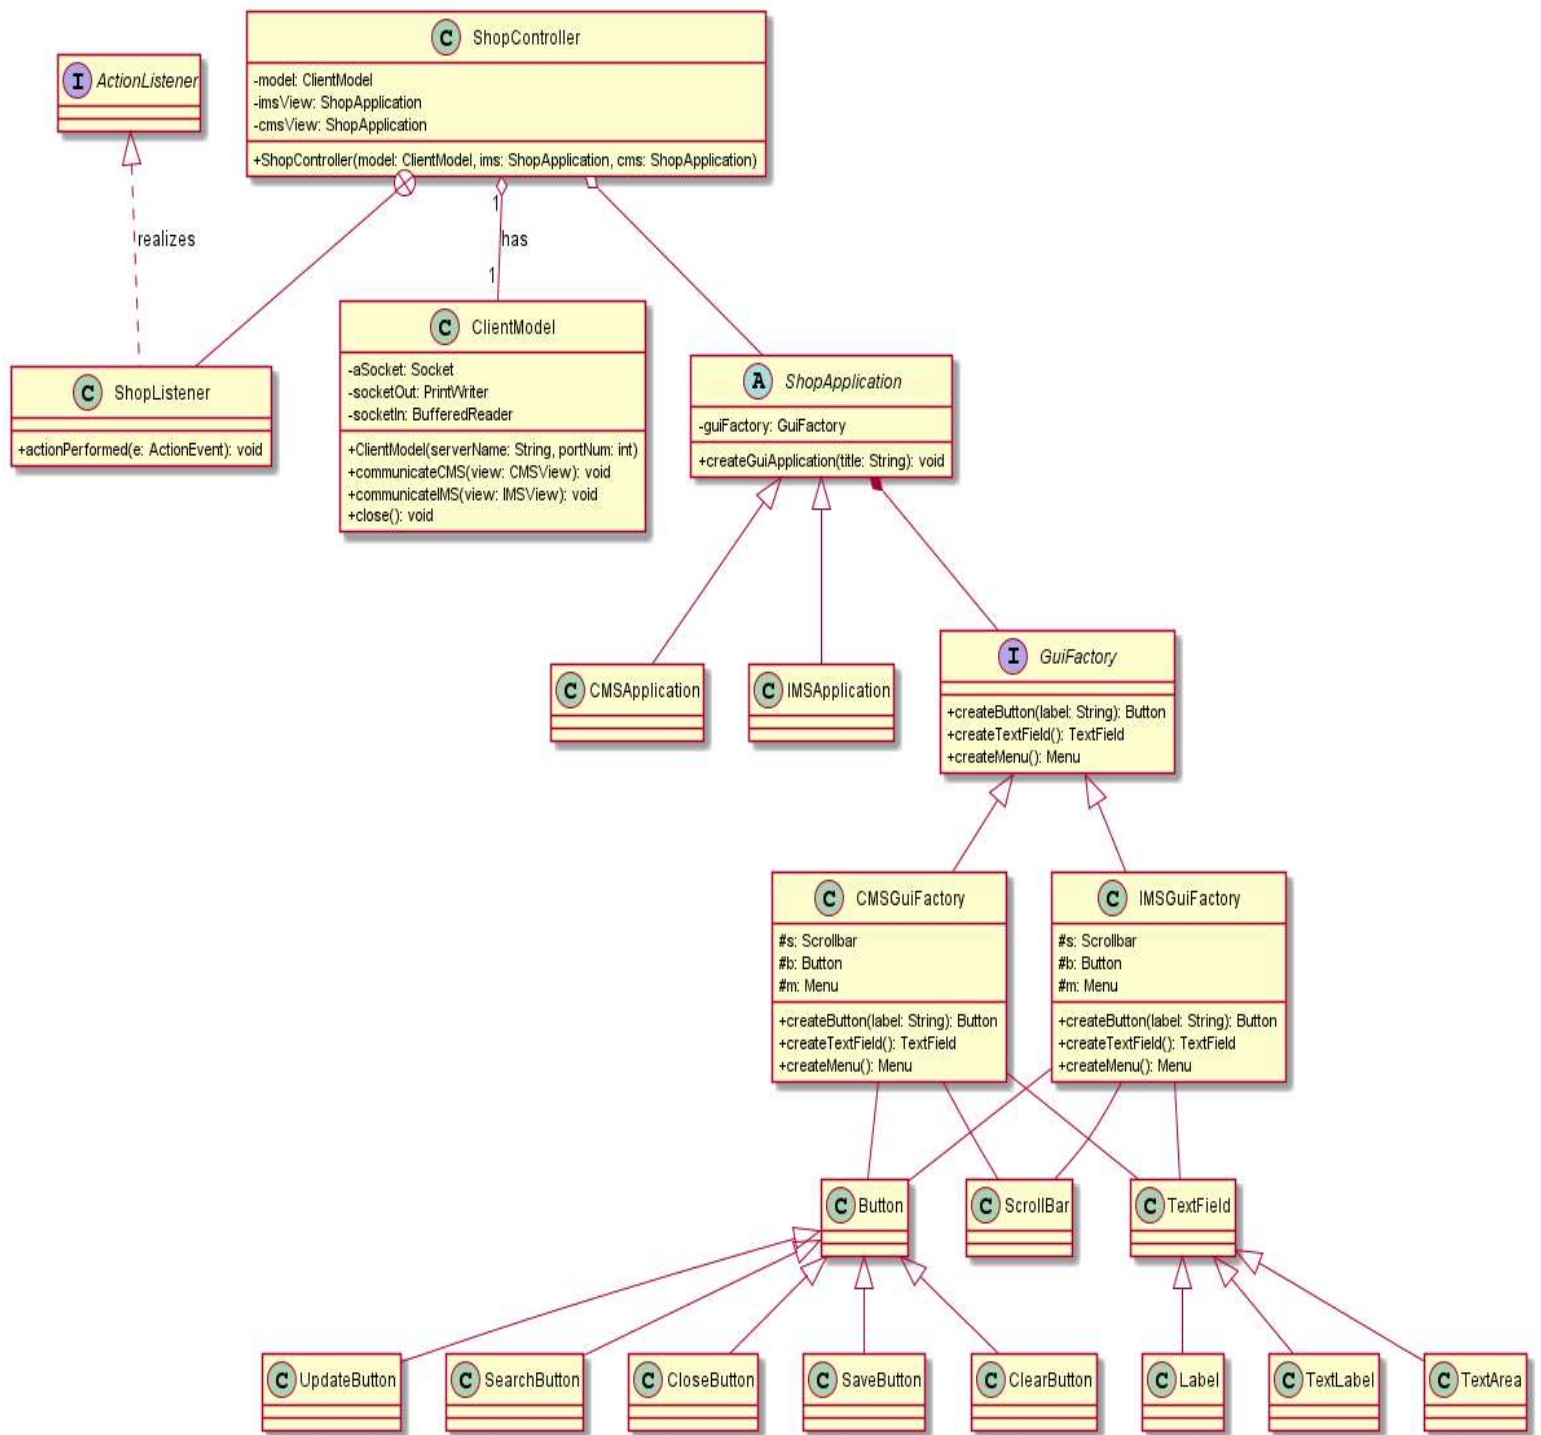 C ShopController
-model: ClientModel
-imsView: ShopApplication
-cmsView: ShopApplication
+ShopController(model: ClientModel, ims: ShopApplication, cms: ShopApplication)
I ActionListener
realizes
1
has
1
C ShopListener
+actionPerformed(e: ActionEvent): void
C ClientModel
-aSocket: Socket
-socketOut: PrintWriter
-socketIn: BufferedReader
+ClientModel(serverName: String, portNum: int)
+communicateCMS(view: CMSView): void
+communicateIMS(view: IMSView): void
+close(): void
A ShopApplication
-guiFactory: GuiFactory
+createGuiApplication(title: String): void
C CMSApplication
C IMSApplication
I GuiFactory
+createButton(label: String): Button
+createTextField(): TextField
+createMenu(): Menu
C CMSGuiFactory
#s: Scrollbar
#b: Button
#m: Menu
+createButton(label: String): Button
+createTextField(): TextField
+createMenu(): Menu
C IMSGuiFactory
#s: Scrollbar
#b: Button
#m: Menu
+createButton(label: String): Button
+createTextField(): TextField
+createMenu(): Menu
C Button
C ScrollBar
C TextField
C UpdateButton
C SearchButton
C CloseButton
C SaveButton
C ClearButton
C Label
C TextLabel
C TextArea